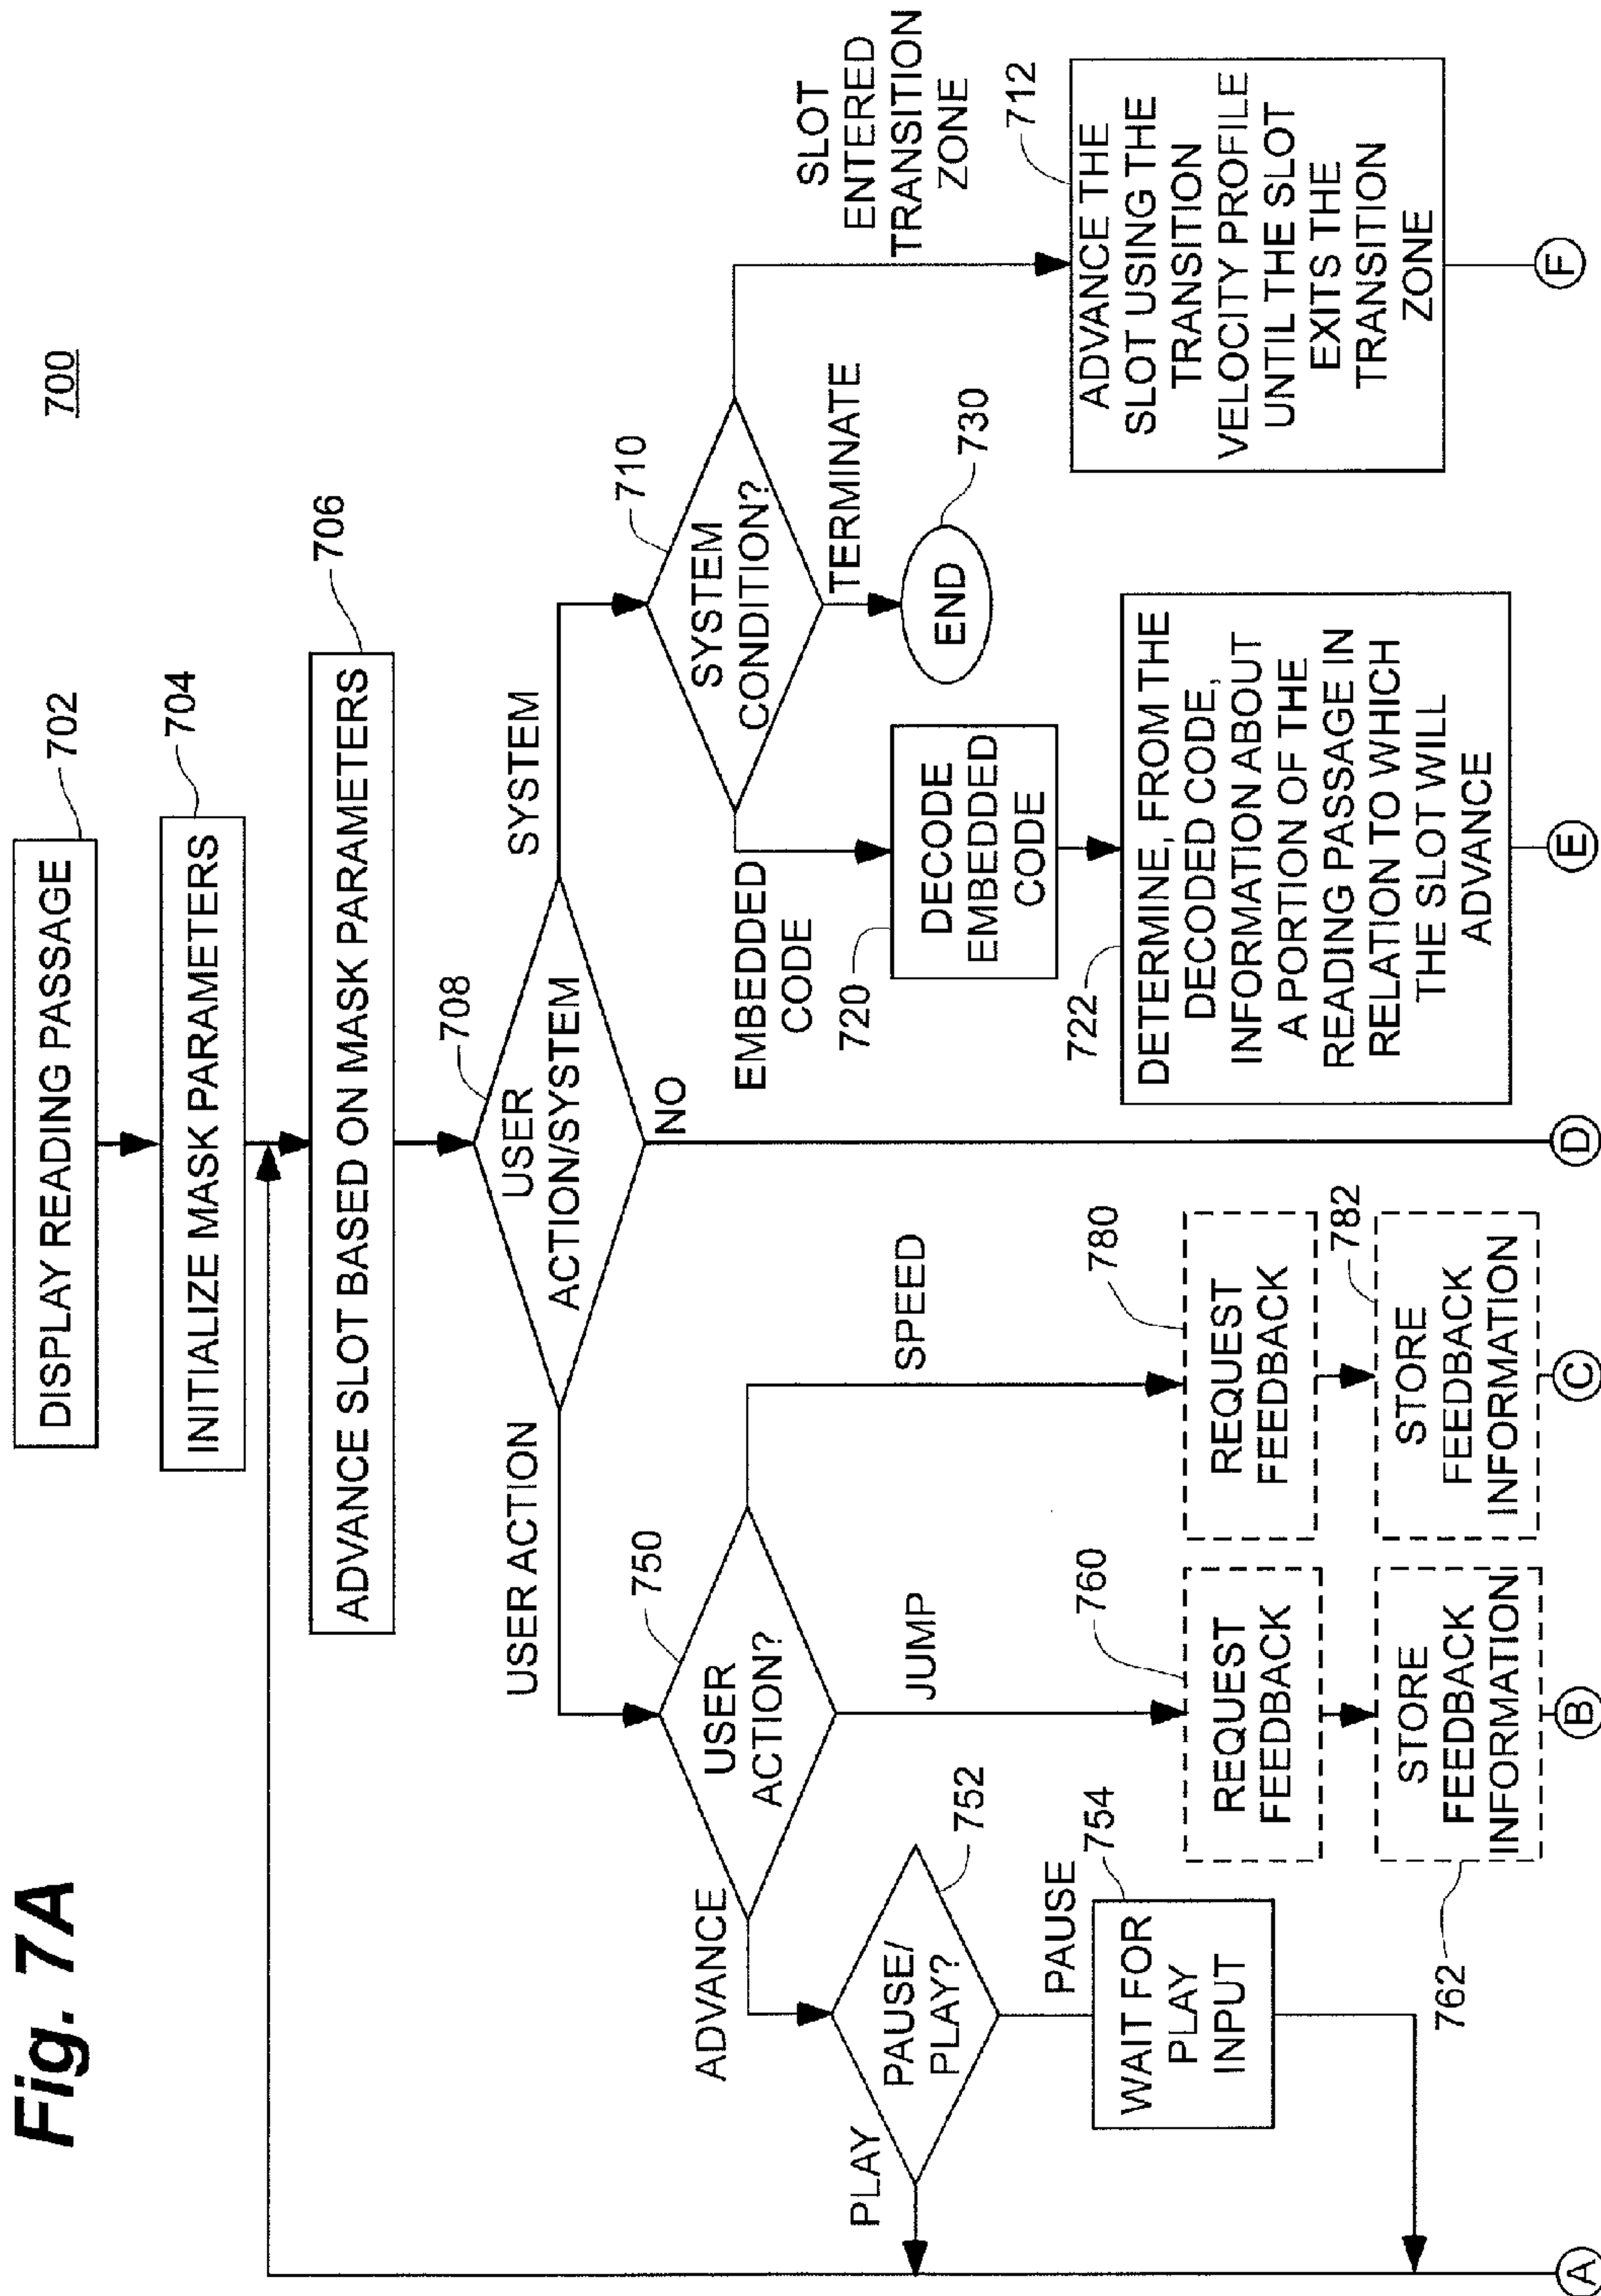 Fig. 7A
700
DISPLAY READING PASSAGE
702
INITIALIZE MASK PARAMETERS
704
ADVANCE SLOT BASED ON MASK PARAMETERS
706
USER
ACTION/SYSTEM
708
USER ACTION
SYSTEM
NO
USER
ACTION?
750
ADVANCE
JUMP
SPEED
PAUSE/
PLAY?
752
PLAY
PAUSE
WAIT FOR
PLAY
INPUT
754
REQUEST
FEEDBACK
760
STORE
FEEDBACK
INFORMATION
762
REQUEST
FEEDBACK
780
STORE
FEEDBACK
INFORMATION
782
SYSTEM
CONDITION?
710
EMBEDDED
CODE
TERMINATE
SLOT
ENTERED
TRANSITION
ZONE
DECODE
EMBEDDED
CODE
720
DETERMINE, FROM THE
DECODED CODE,
INFORMATION ABOUT
A PORTION OF THE
READING PASSAGE IN
RELATION TO WHICH
THE SLOT WILL
ADVANCE
722
END
730
ADVANCE THE
SLOT USING THE
TRANSITION
VELOCITY PROFILE
UNTIL THE SLOT
EXITS THE
TRANSITION
ZONE
712
A
B
C
D
E
F